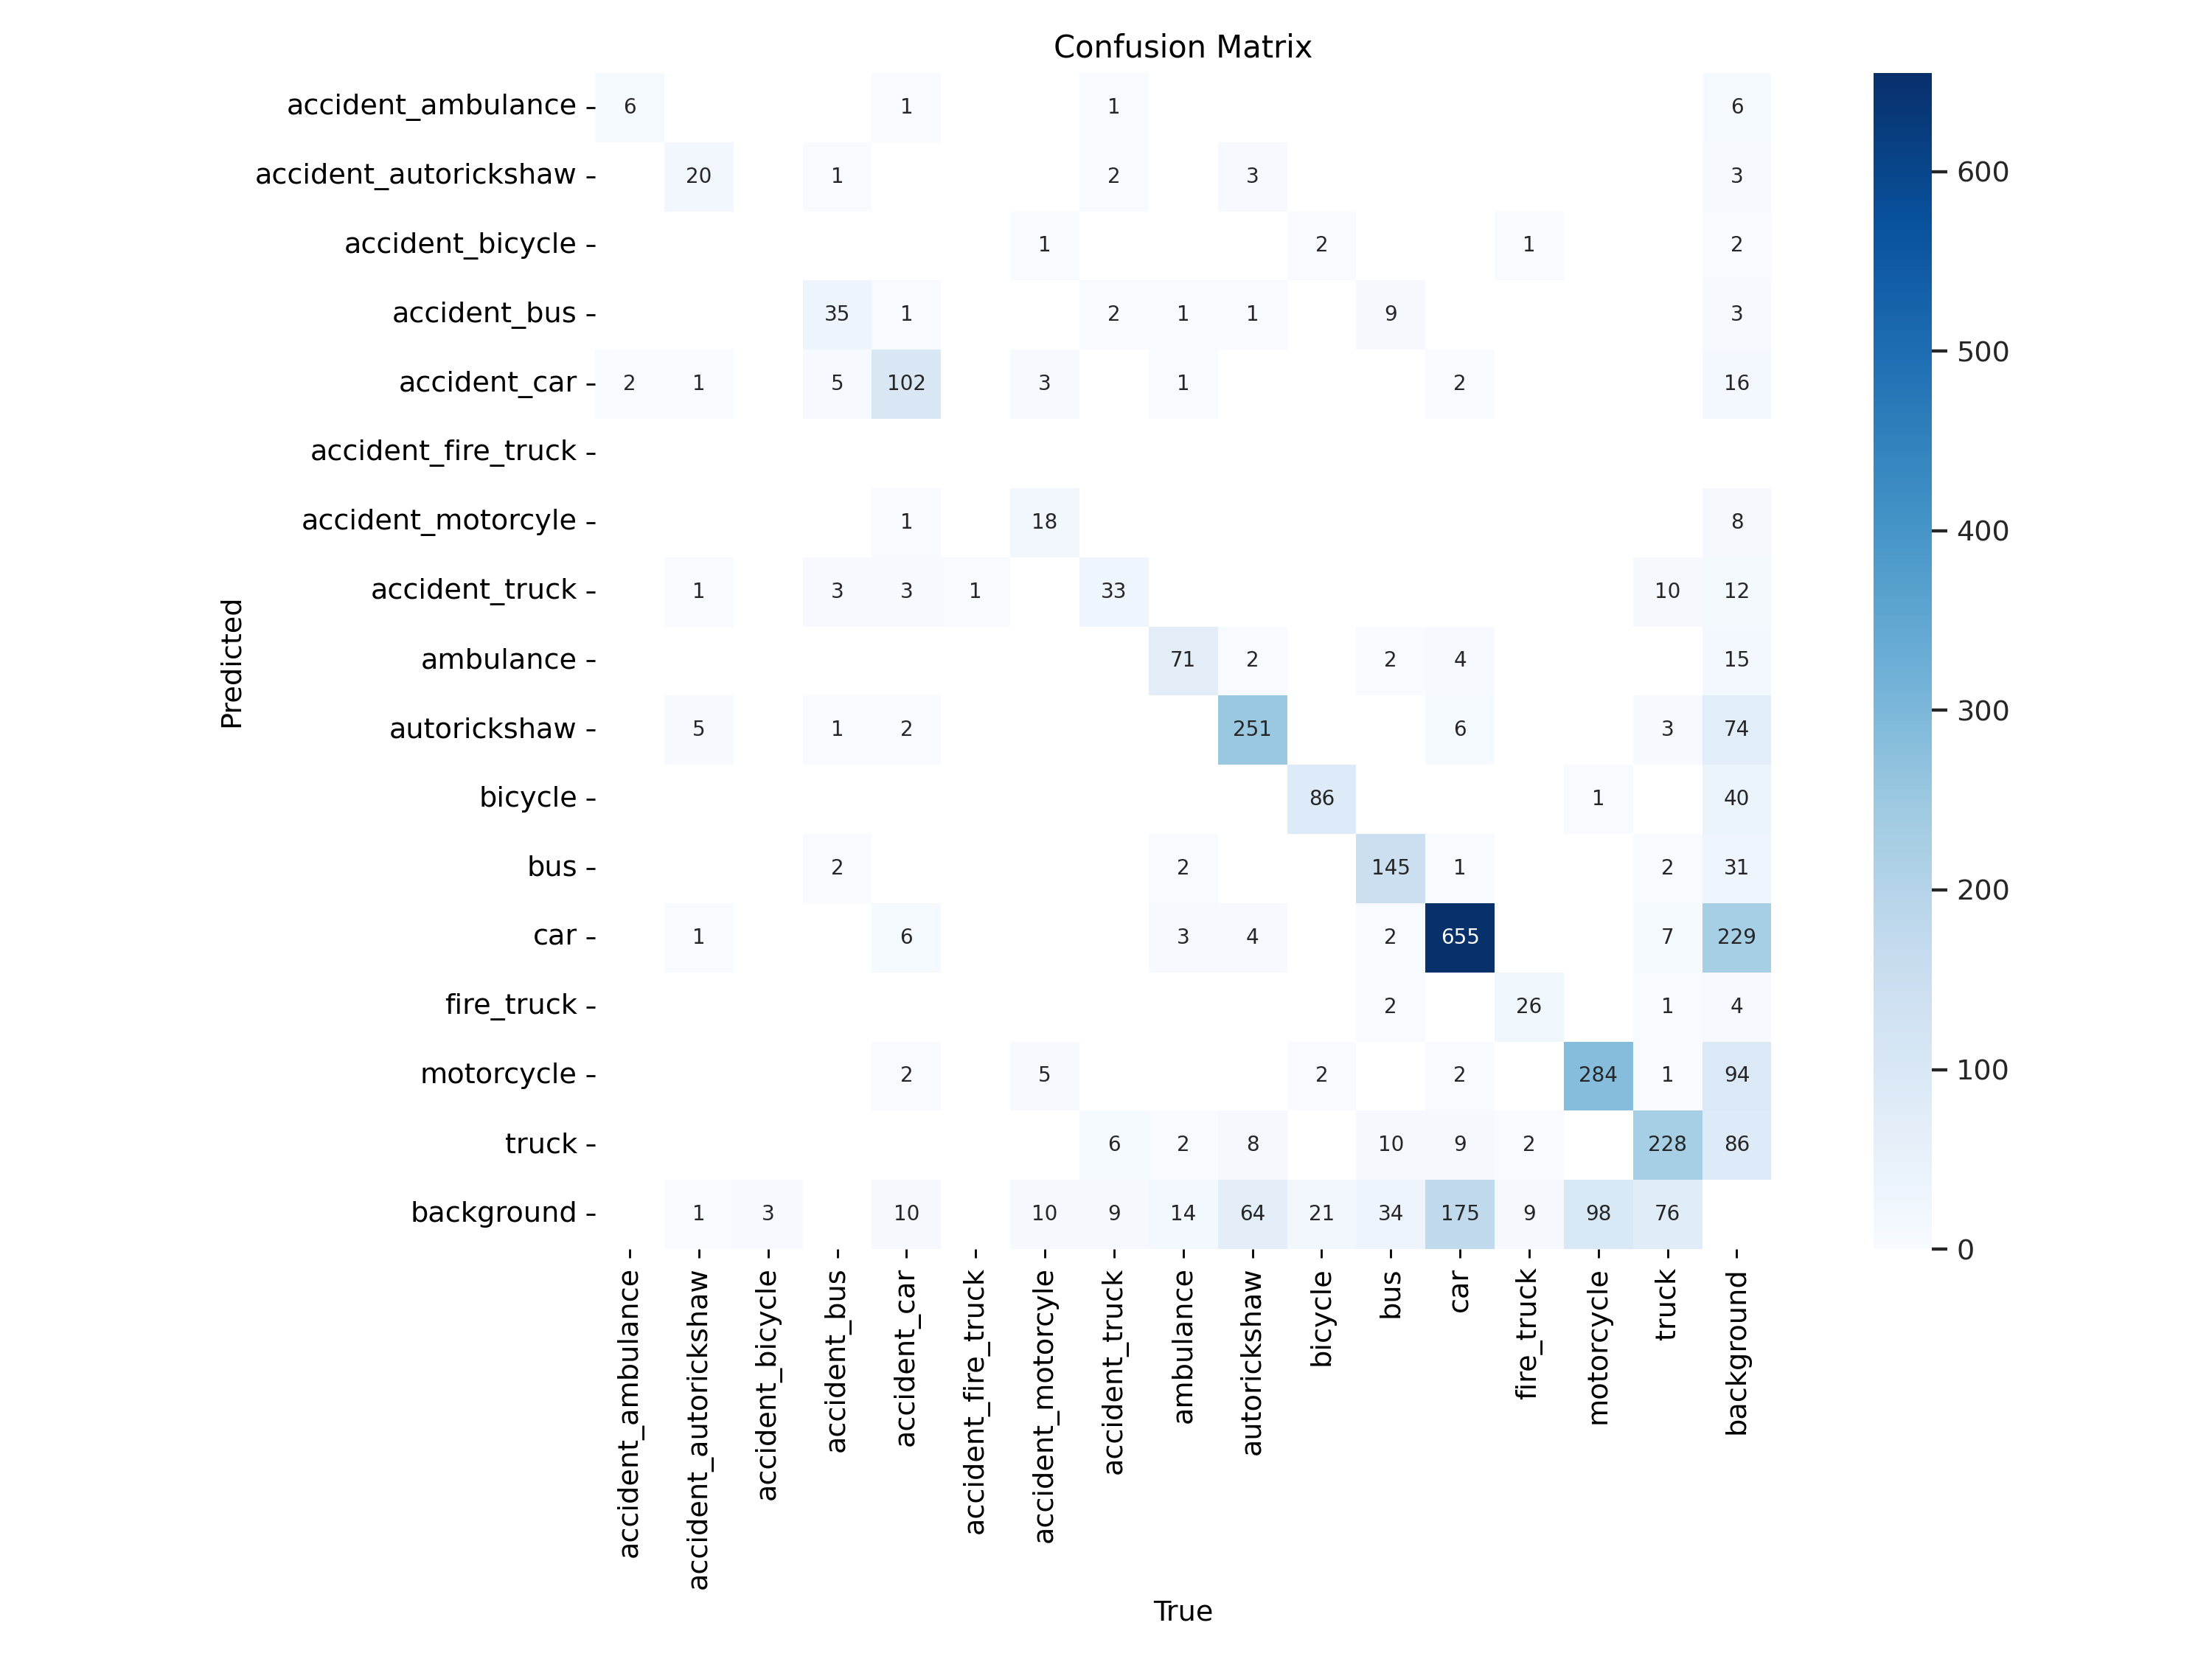 Confusion Matrix
accident_ambulance 6 1 1 6
accident_autorickshaw 20 1 2 3 3
accident_bicycle 1 2 1 2
accident_bus 35 1 2 1 1 9 3
accident_car 2 1 5 102 3 1 2 16
accident_fire_truck
accident_motorcyle 1 18 8
accident_truck 1 3 3 1 33 10 12
ambulance 71 2 2 4 15
autorickshaw 5 1 2 251 6 3 74
bicycle 86 1 40
bus 2 2 145 1 2 31
car 1 6 3 4 2 655 7 229
fire_truck 2 26 1 4
motorcycle 2 5 2 2 284 1 94
truck 6 2 8 10 9 2 228 86
background 1 3 10 10 9 14 64 21 34 175 9 98 76
Predicted
accident_ambulance
accident_autorickshaw
accident_bicycle
accident_bus
accident_car
accident_fire_truck
accident_motorcyle
accident_truck
ambulance
autorickshaw
bicycle
bus
car
fire_truck
motorcycle
truck
background
True
600
500
400
300
200
100
0